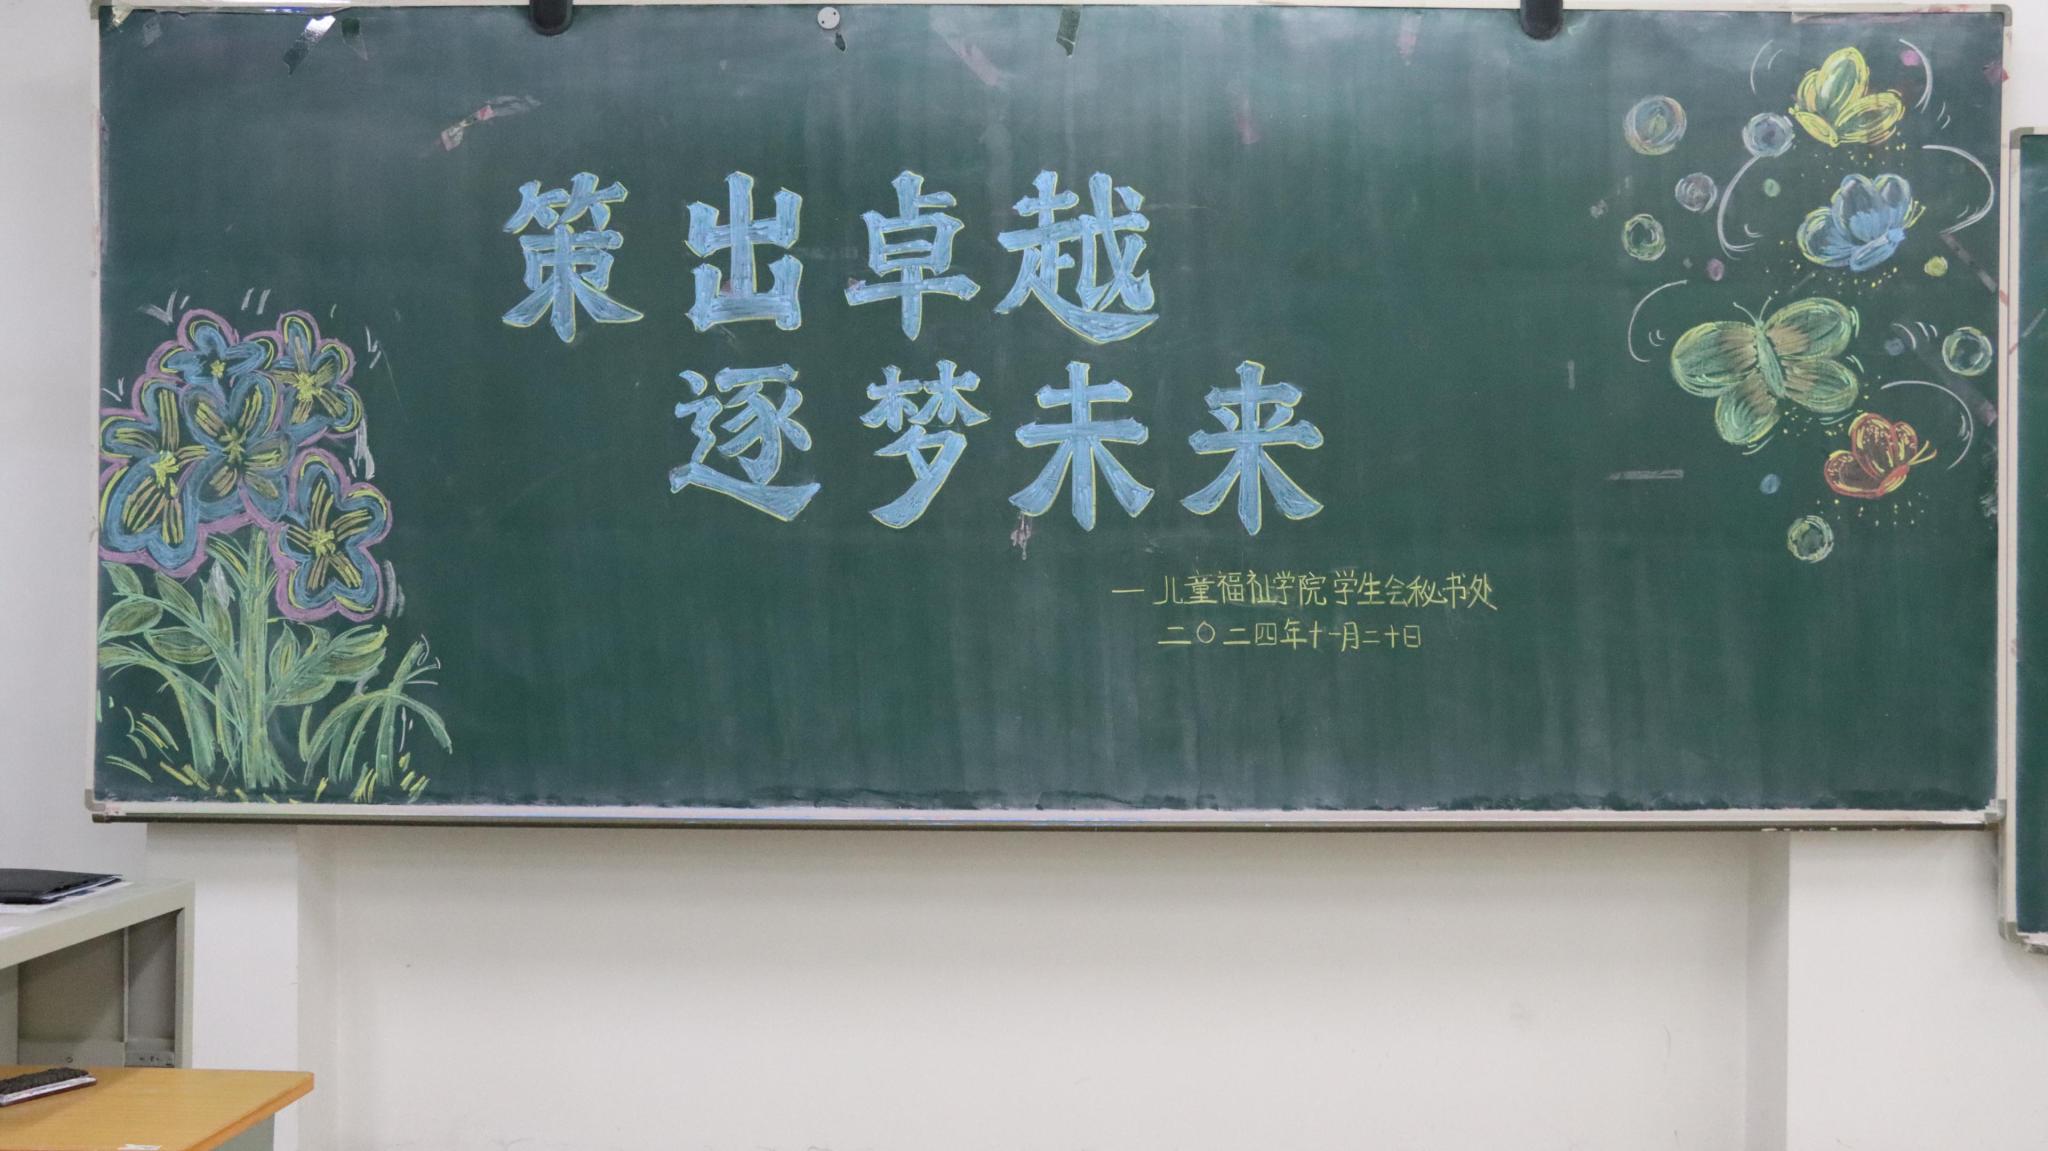 策出卓越
逐梦未来
一儿童福祉学院学生会秘书处
二〇二四年十一月二十日